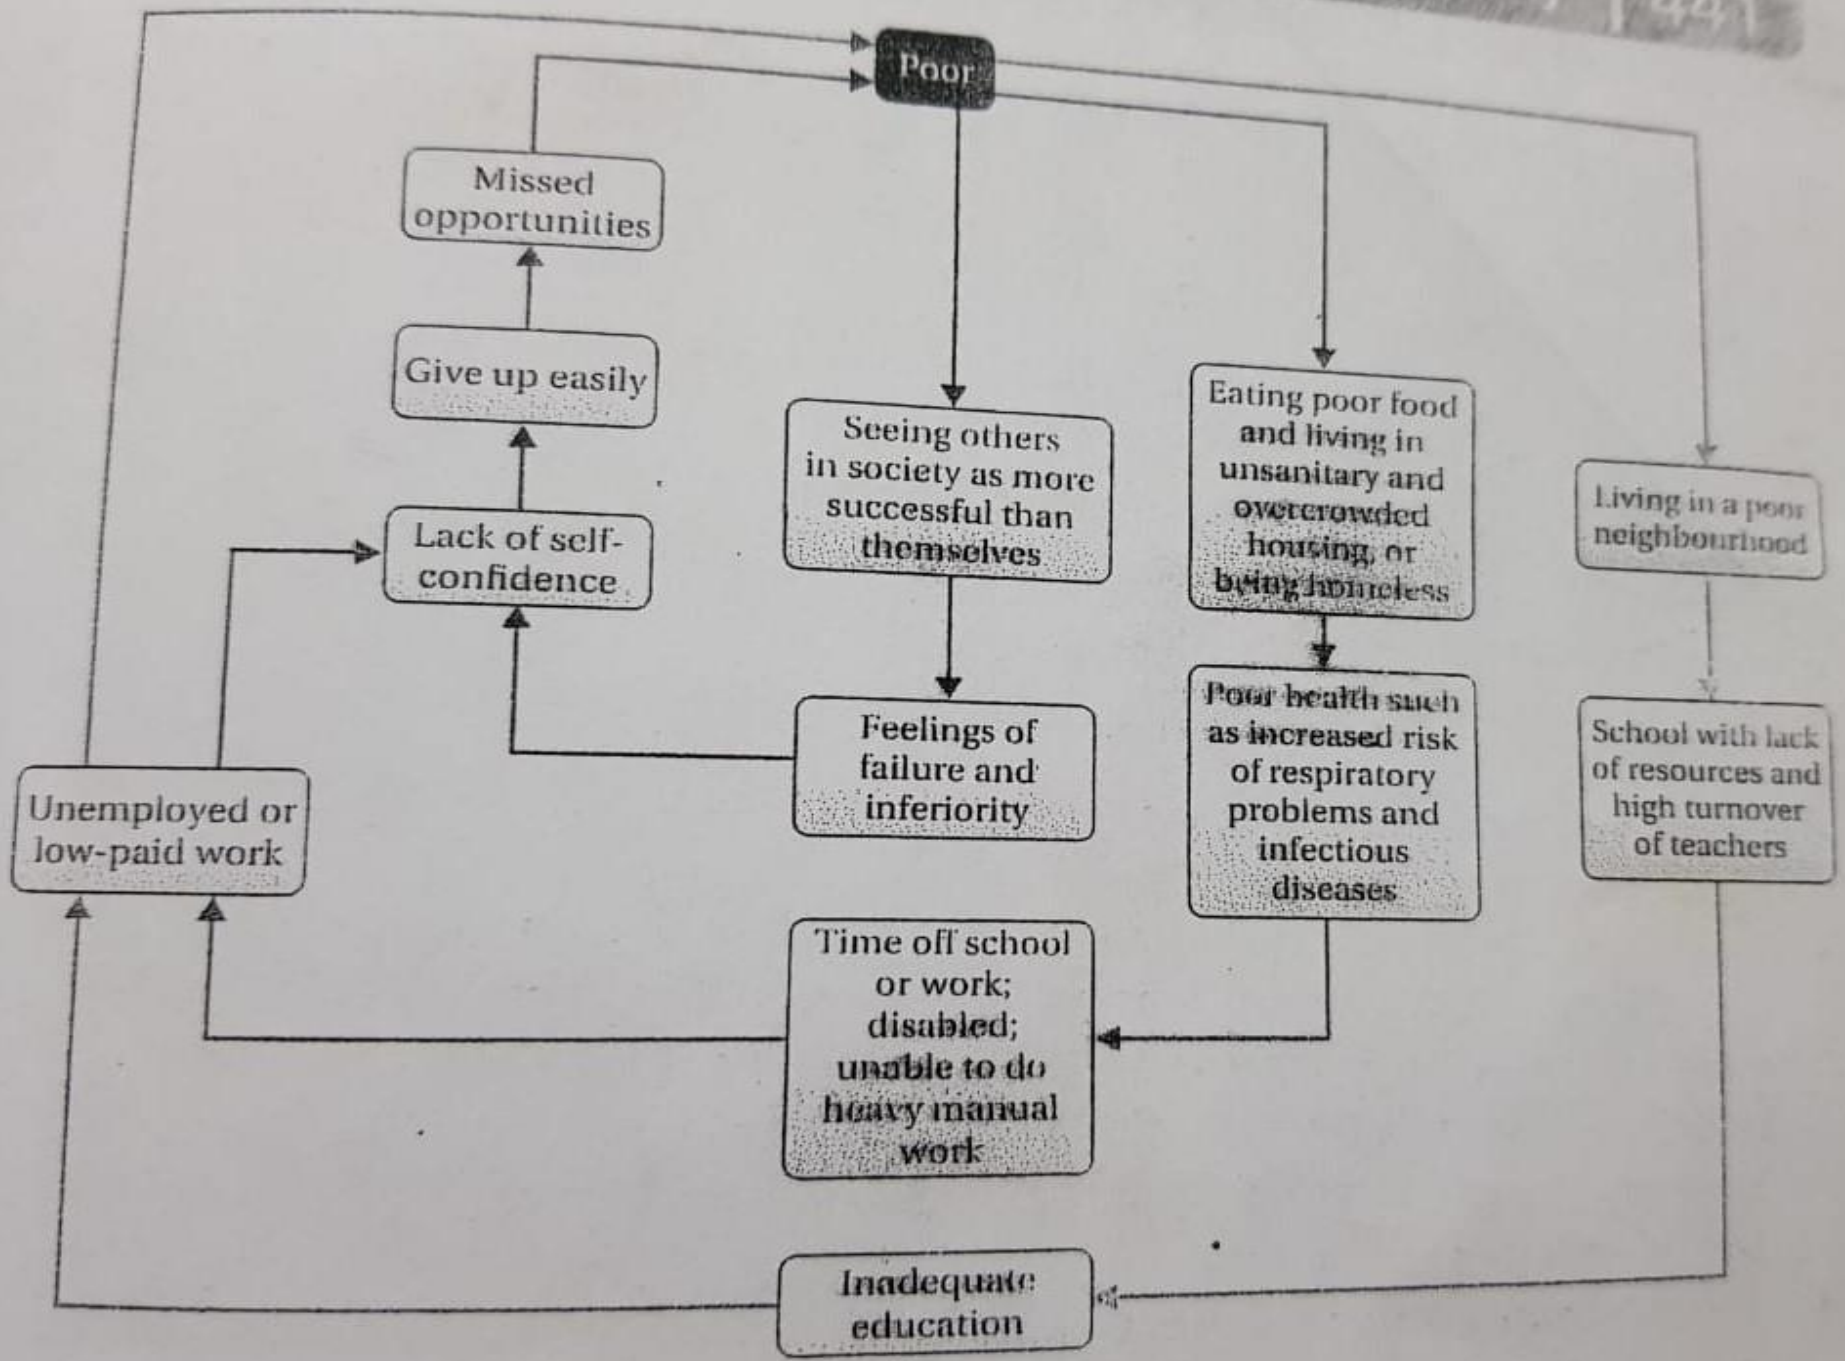 441
Poor
Missed
opportunities
Give up easily
Lack of self-
confidence
Unemployed or
low-paid work
Seeing others
in society as more
successful than
themselves
Feelings of
failure and
inferiority
Time off school
or work;
disabled;
unable to do
heavy manual
work
Inadequate
education
Eating poor food
and living in
unsanitary and
overcrowded
housing, or
being homeless
Poor health such
as increased risk
of respiratory
problems and
infectious
diseases
Living in a poor
neighbourhood
School with lack
of resources and
high turnover
of teachers